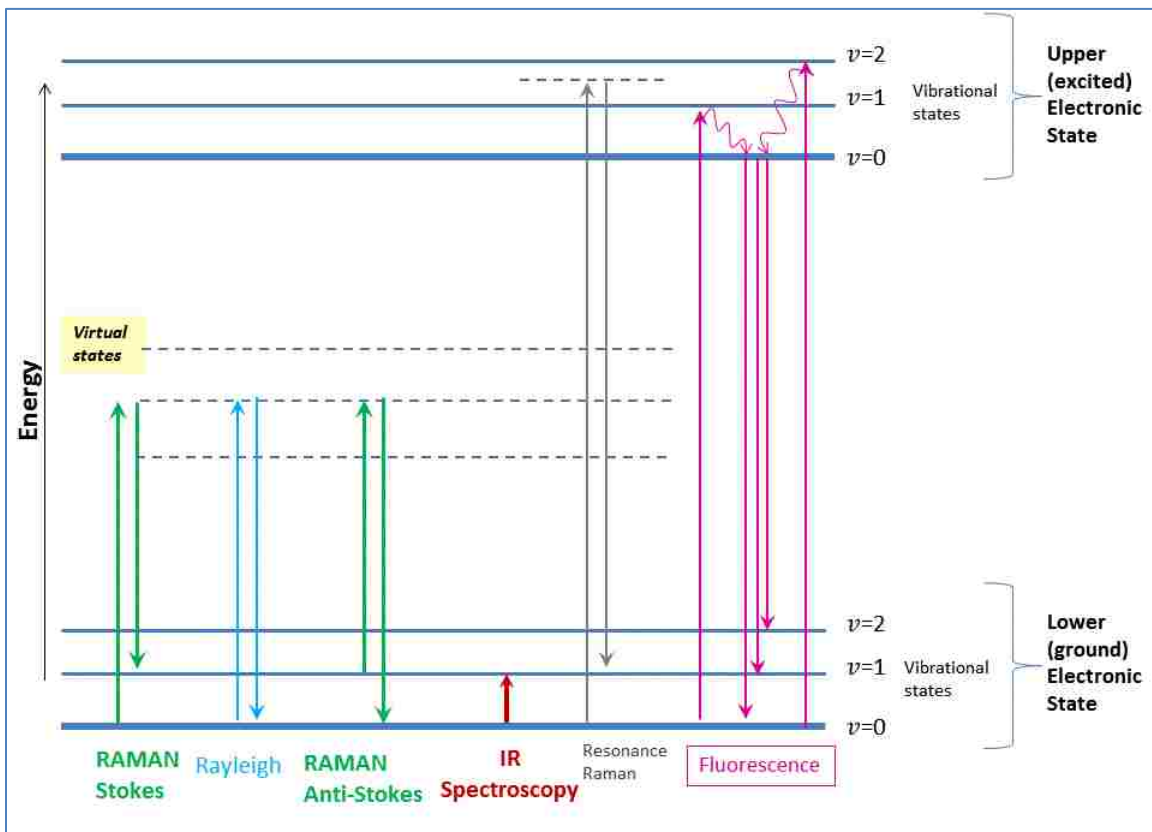 𝑣=2
𝑣=1
𝑣=0
Vibrational
states
Upper
(excited)
Electronic
State
Energy
Virtual
states
𝑣=2
𝑣=1
𝑣=0
Vibrational
states
Lower
(ground)
Electronic
State
RAMAN
Stokes
Rayleigh
RAMAN
Anti-Stokes
IR
Spectroscopy
Resonance
Raman
Fluorescence